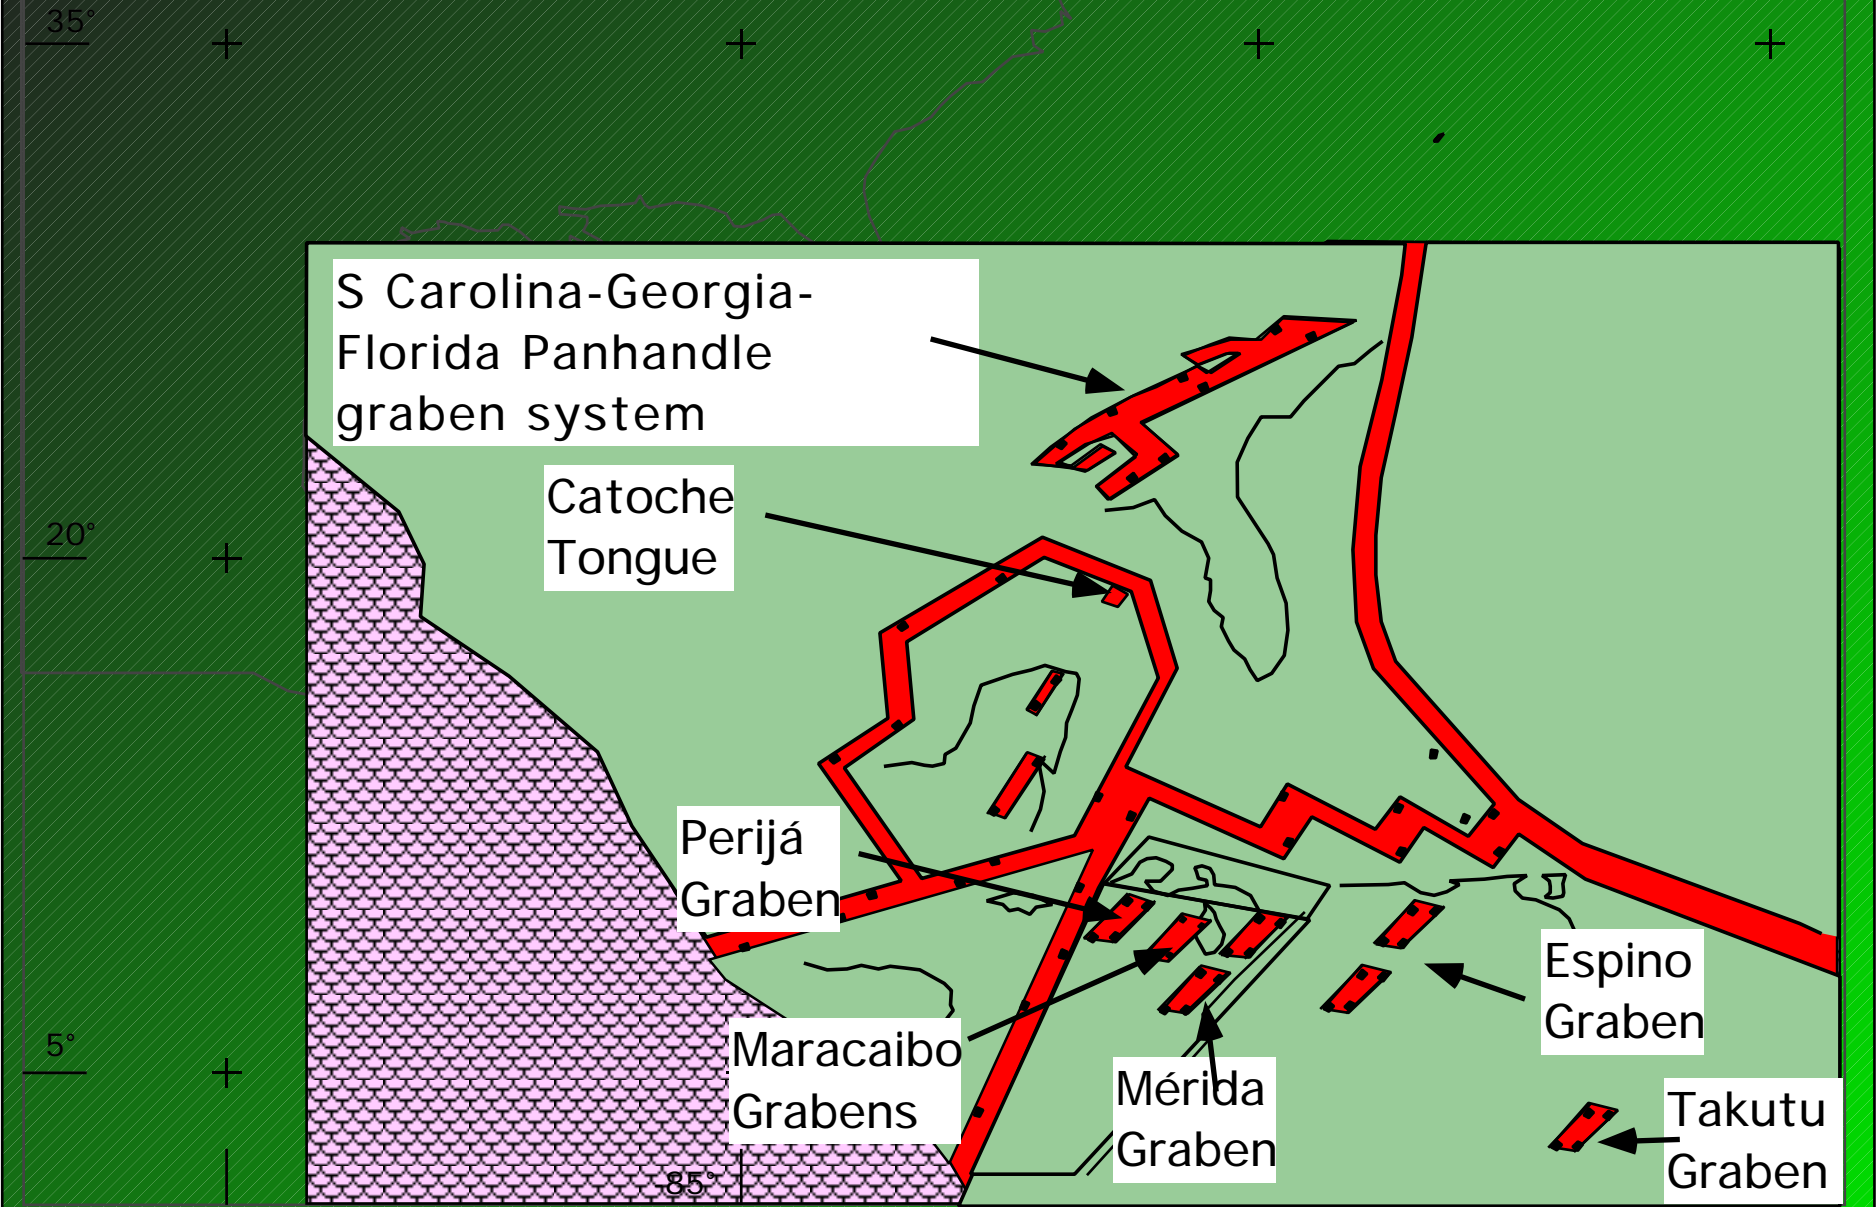 35°
S Carolina-Georgia-
Florida Panhandle
graben system
Catoche
Tongue
20°
Perijá
Graben
Espino
Graben
5°
Maracaibo
Grabens
Mérida
Graben
Takutu
Graben
85°